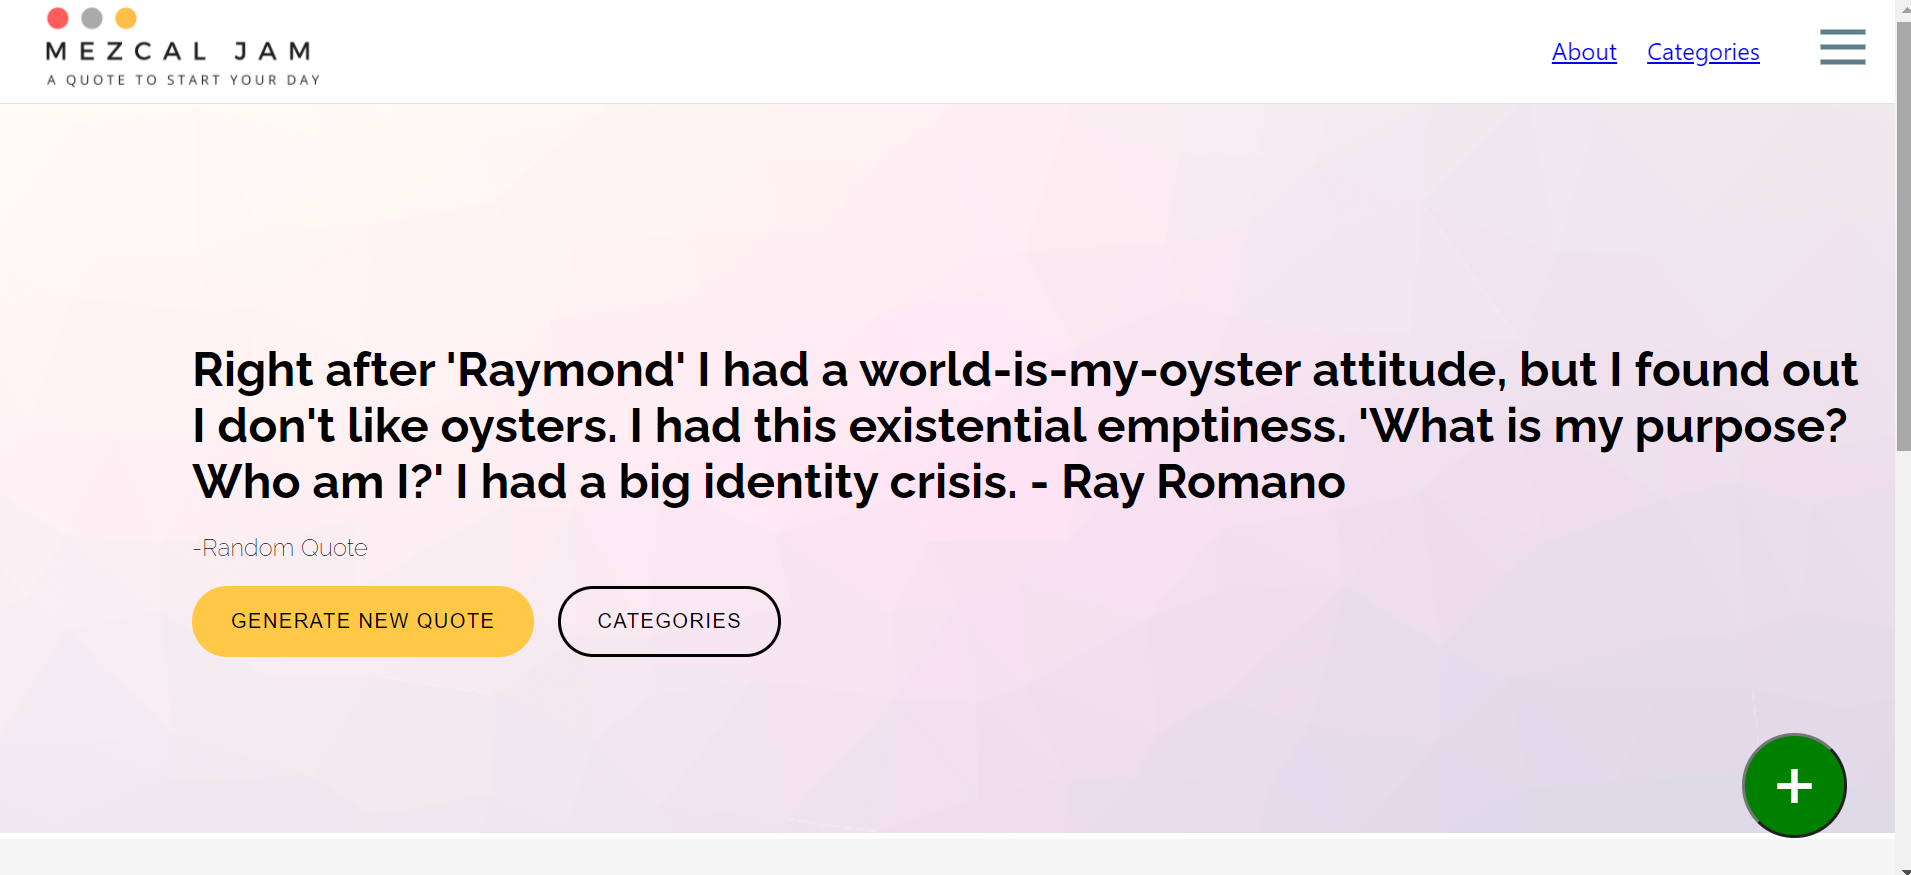 MEZCAL JAM
A QUOTE TO START YOUR DAY
About
Categories
Right after 'Raymond' I had a world-is-my-oyster attitude, but I found out
I don't like oysters. I had this existential emptiness. 'What is my purpose?
Who am I?' I had a big identity crisis. - Ray Romano
-Random Quote
GENERATE NEW QUOTE
CATEGORIES
+